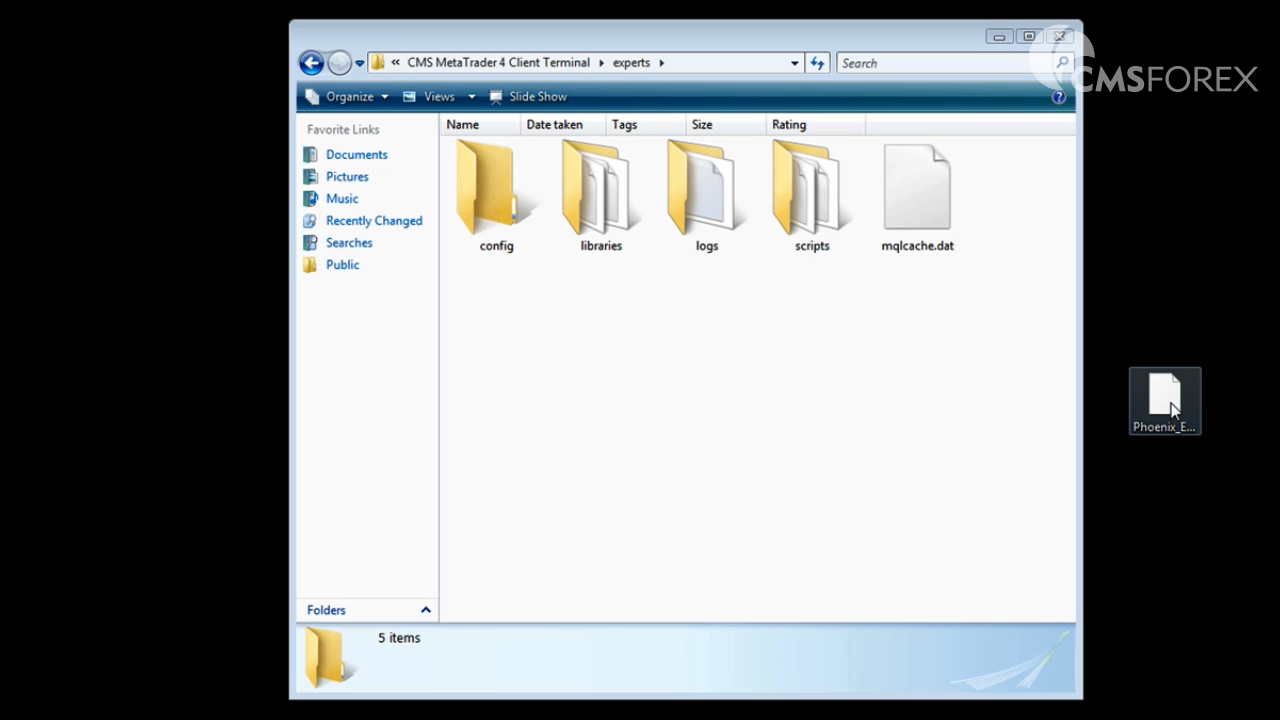 CMSFOREX
« CMS MetaTrader 4 Client Terminal experts
Search
Organize Views Slide Show ?
Favorite Links
Documents
Pictures
Music
Recently Changed
Searches
Public
Name Date taken Tags Size Rating
config libraries logs scripts mqlcache.dat
Phoenix_E...
Folders
5 items